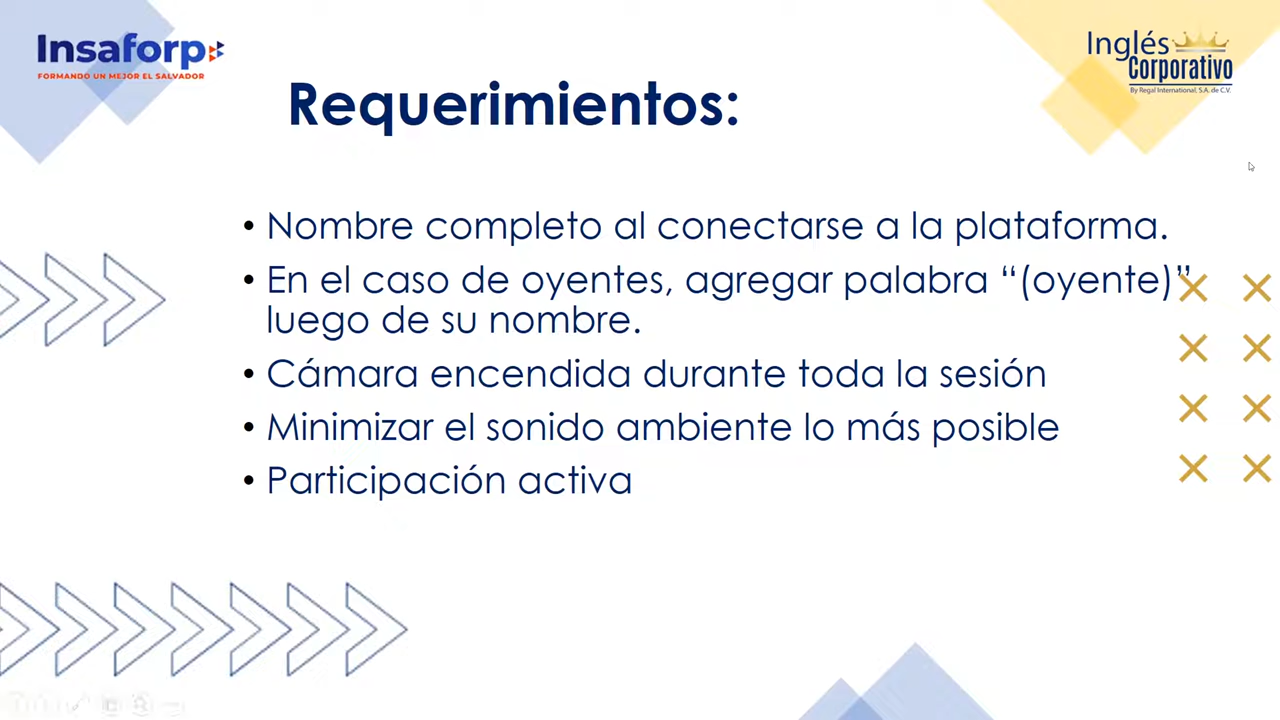 Insaforp
FORMANDO UN MEJOR EL SALVADOR
Inglés
Corporativo
By Regal International, S.A. de C.V.
Requerimientos:
• Nombre completo al conectarse a la plataforma.
• En el caso de oyentes, agregar palabra “(oyente)”
luego de su nombre.
• Cámara encendida durante toda la sesión
• Minimizar el sonido ambiente lo más posible
• Participación activa